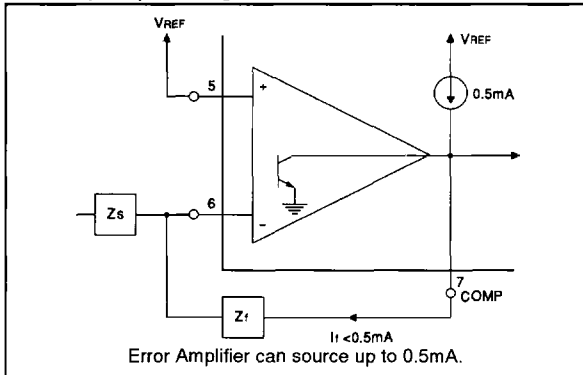 VREF
VREF
5
+
0.5mA
6
Zs
−
7
COMP
Zf
If <0.5mA
Error Amplifier can source up to 0.5mA.